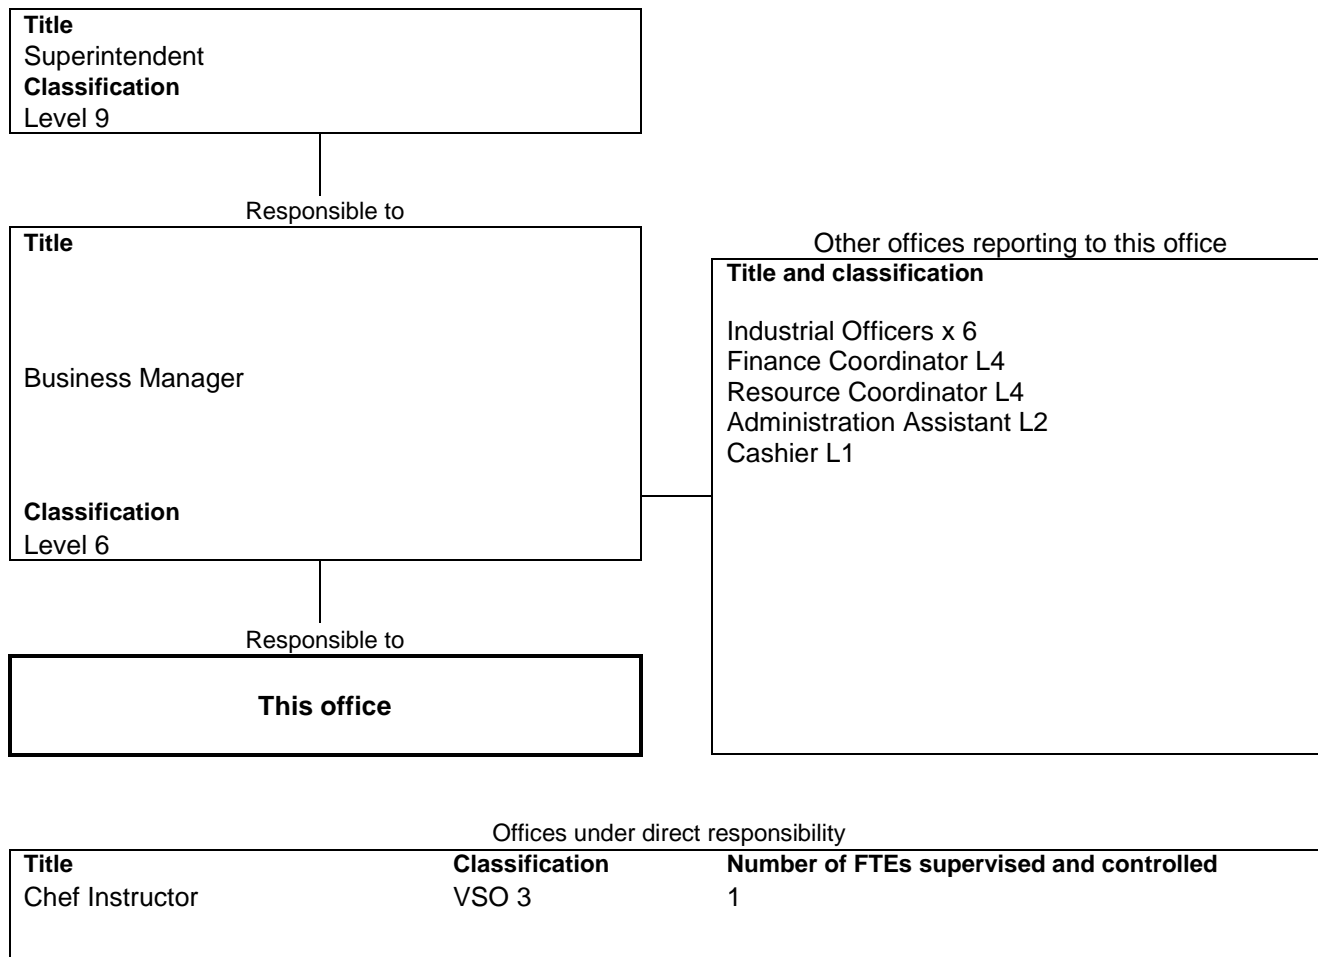 Title
Superintendent
Classification
Level 9
Responsible to
Title
Business Manager
Classification
Level 6
Other offices reporting to this office
Title and classification
Industrial Officers x 6
Finance Coordinator L4
Resource Coordinator L4
Administration Assistant L2
Cashier L1
Responsible to
This office
Offices under direct responsibility
Title Classification Number of FTEs supervised and controlled
Chef Instructor VSO 3 1